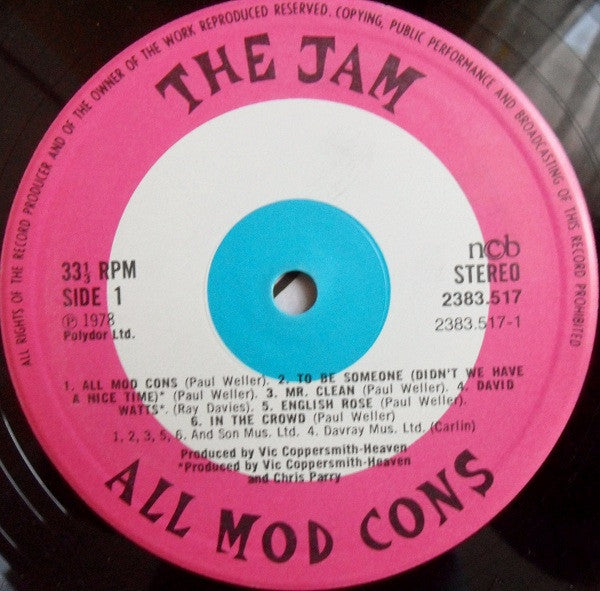 ALL RIGHTS OF THE RECORD PRODUCER AND OF THE OWNER OF THE WORK REPRODUCED RESERVED. COPYING, PUBLIC PERFORMANCE AND BROADCASTING OF THIS RECORD PROHIBITED
THE JAM
33⅓ RPM
SIDE 1
Ⓟ 1978
Polydor Ltd.
ncb
STEREO
2383.517
2383.517-1
1. ALL MOD CONS (Paul Weller). 2. TO BE SOMEONE (DIDN'T WE HAVE
A NICE TIME)* (Paul Weller). 3. MR. CLEAN (Paul Weller). 4. DAVID
WATTS*. (Ray Davies). 5. ENGLISH ROSE (Paul Weller).
6. IN THE CROWD (Paul Weller)
1, 2, 3, 5, 6. And Son Mus. Ltd. 4. Davray Mus. Ltd. (Carlin)
Produced by Vic Coppersmith-Heaven
*Produced by Vic Coppersmith-Heaven
and Chris Parry
ALL MOD CONS